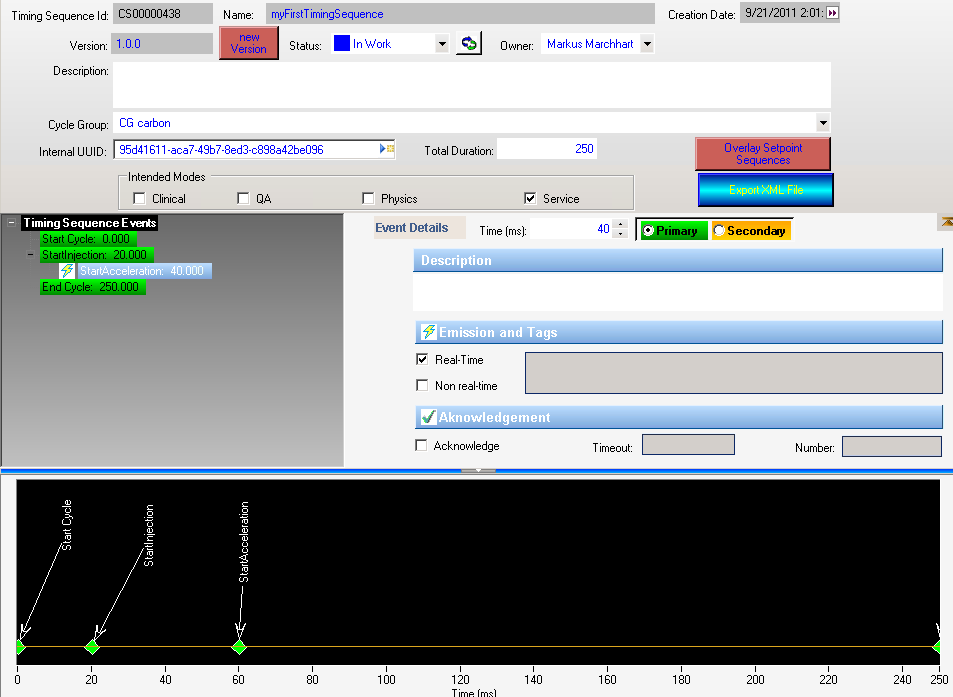 Timing Sequence Id: CS00000438 Name: myFirstTimingSequence Creation Date: 9/21/2011 2:01:
Version: 1.0.0 new Version Status: In Work Owner: Markus Marchhart
Description:
Cycle Group: CG carbon
Internal UUID: 95d41611-aca7-49b7-8ed3-c898a42be096 Total Duration: 250
Overlay Setpoint
Sequences
Intended Modes
Clinical QA Physics Service
Export XML File
Timing Sequence Events
Start Cycle: 0.000
StartInjection: 20.000
StartAcceleration: 40.000
End Cycle: 250.000
Event Details Time (ms): 40 Primary Secondary
Description
Emission and Tags
Real-Time
Non real-time
Aknowledgement
Acknowledge Timeout: Number:
Start Cycle
StartInjection
StartAcceleration
0 20 40 60 80 100 120 140 160 180 200 220 240 250
Time (ms)